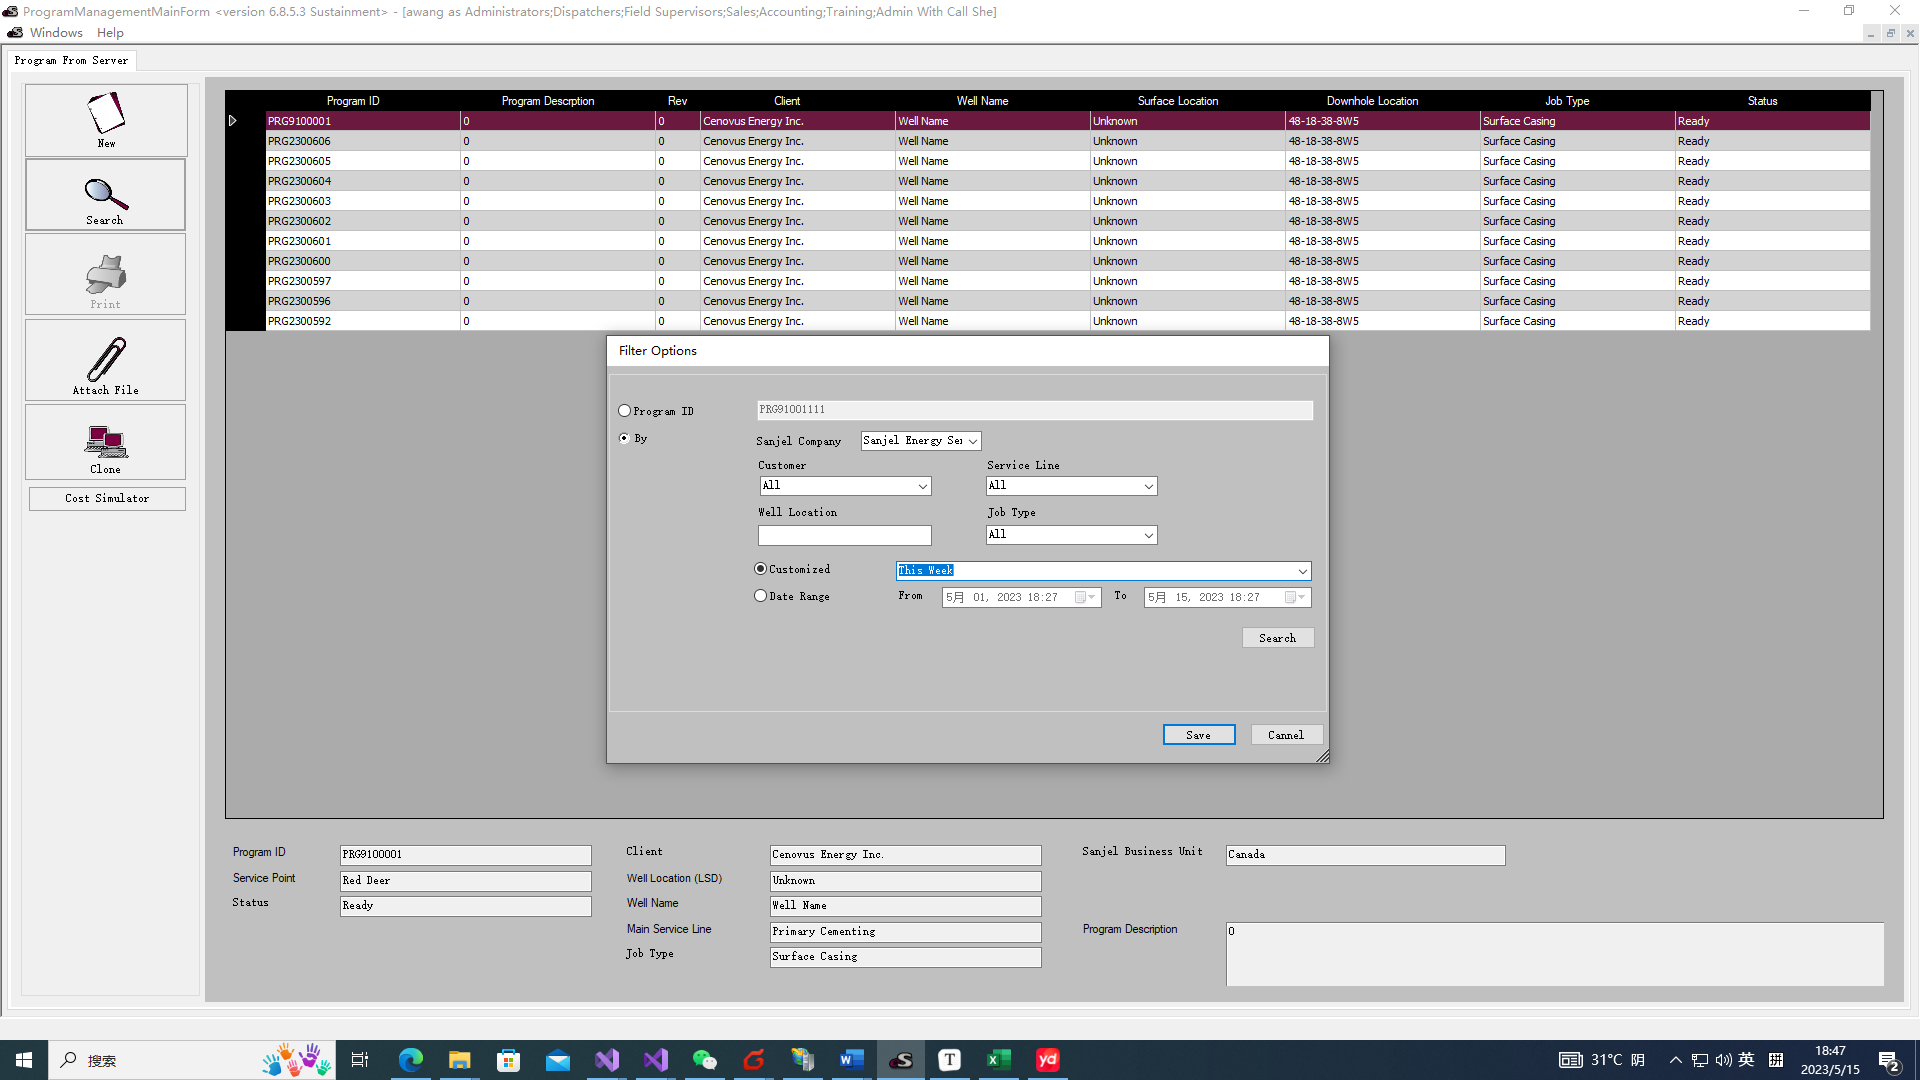 ProgramManagementMainForm <version 6.8.5.3 Sustainment> - [awang as Administrators;Dispatchers;Field Supervisors;Sales;Accounting;Training;Admin With Call She]
Windows Help
Program From Server
New
Search
Print
Attach File
Clone
Cost Simulator
Program ID Program Descrption Rev Client Well Name Surface Location Downhole Location Job Type Status
PRG9100001 0 0 Cenovus Energy Inc. Well Name Unknown 48-18-38-8W5 Surface Casing Ready
PRG2300606 0 0 Cenovus Energy Inc. Well Name Unknown 48-18-38-8W5 Surface Casing Ready
PRG2300605 0 0 Cenovus Energy Inc. Well Name Unknown 48-18-38-8W5 Surface Casing Ready
PRG2300604 0 0 Cenovus Energy Inc. Well Name Unknown 48-18-38-8W5 Surface Casing Ready
PRG2300603 0 0 Cenovus Energy Inc. Well Name Unknown 48-18-38-8W5 Surface Casing Ready
PRG2300602 0 0 Cenovus Energy Inc. Well Name Unknown 48-18-38-8W5 Surface Casing Ready
PRG2300601 0 0 Cenovus Energy Inc. Well Name Unknown 48-18-38-8W5 Surface Casing Ready
PRG2300600 0 0 Cenovus Energy Inc. Well Name Unknown 48-18-38-8W5 Surface Casing Ready
PRG2300597 0 0 Cenovus Energy Inc. Well Name Unknown 48-18-38-8W5 Surface Casing Ready
PRG2300596 0 0 Cenovus Energy Inc. Well Name Unknown 48-18-38-8W5 Surface Casing Ready
PRG2300592 0 0 Cenovus Energy Inc. Well Name Unknown 48-18-38-8W5 Surface Casing Ready
Filter Options
Program ID PRG91001111
By Sanjel Company Sanjel Energy Ser
Customer Service Line
All All
Well Location Job Type
All
Customized This Week
Date Range From 5月 01, 2023 18:27 To 5月 15, 2023 18:27
Search
Save Cannel
Program ID PRG9100001 Client Cenovus Energy Inc. Sanjel Business Unit Canada
Service Point Red Deer Well Location (LSD) Unknown
Status Ready Well Name Well Name
Main Service Line Primary Cementing Program Description 0
Job Type Surface Casing
搜索
31°C 阴
英
18:47
2023/5/15
2
T
yd